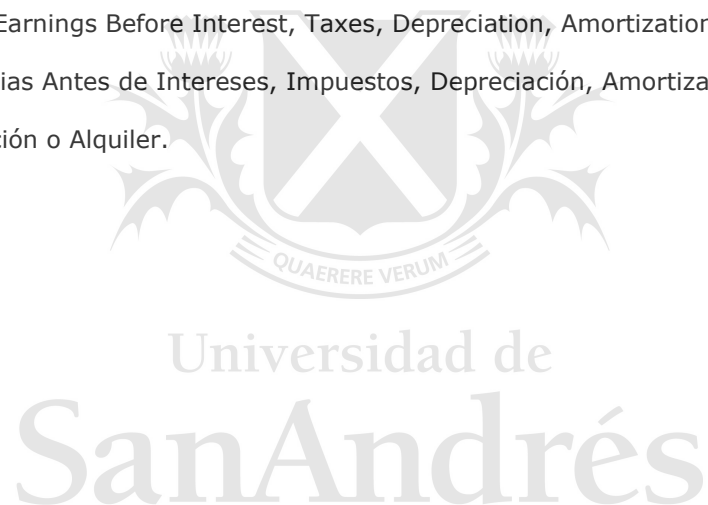 Earnings Before Interest, Taxes, Depreciation, Amortization
ias Antes de Intereses, Impuestos, Depreciación, Amortiza
ión o Alquiler.
QUAERERE VERUM
Universidad de
SanAndrés